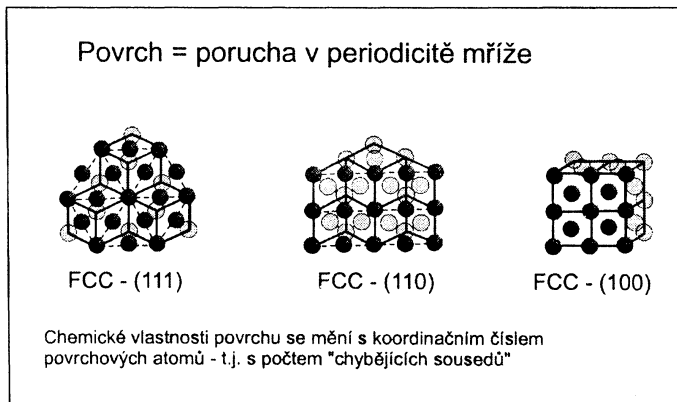 Povrch = porucha v periodicitě mříže
FCC - (111)
FCC - (110)
FCC - (100)
Chemické vlastnosti povrchu se mění s koordinačním číslem
povrchových atomů - t.j. s počtem "chybějících sousedů"